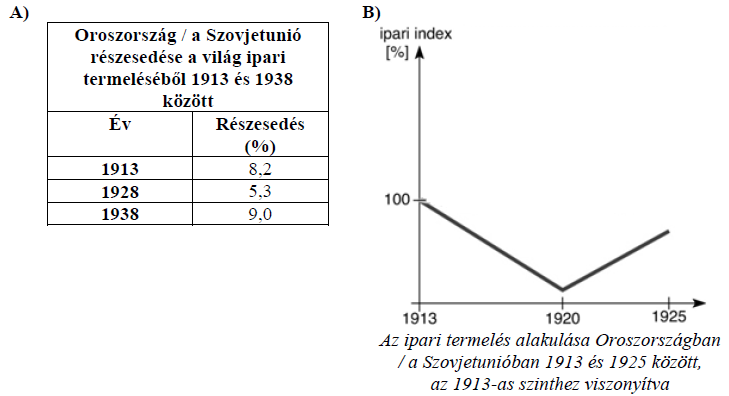 A)
Oroszország / a Szovjetunió
részesedése a világ ipari
termeléséből 1913 és 1938
között
Év
Részesedés
(%)
1913
8,2
1928
5,3
1938
9,0
B)
ipari index
[%]
100
1913
1920
1925
Az ipari termelés alakulása Oroszországban
/ a Szovjetunióban 1913 és 1925 között,
az 1913-as szinthez viszonyítva